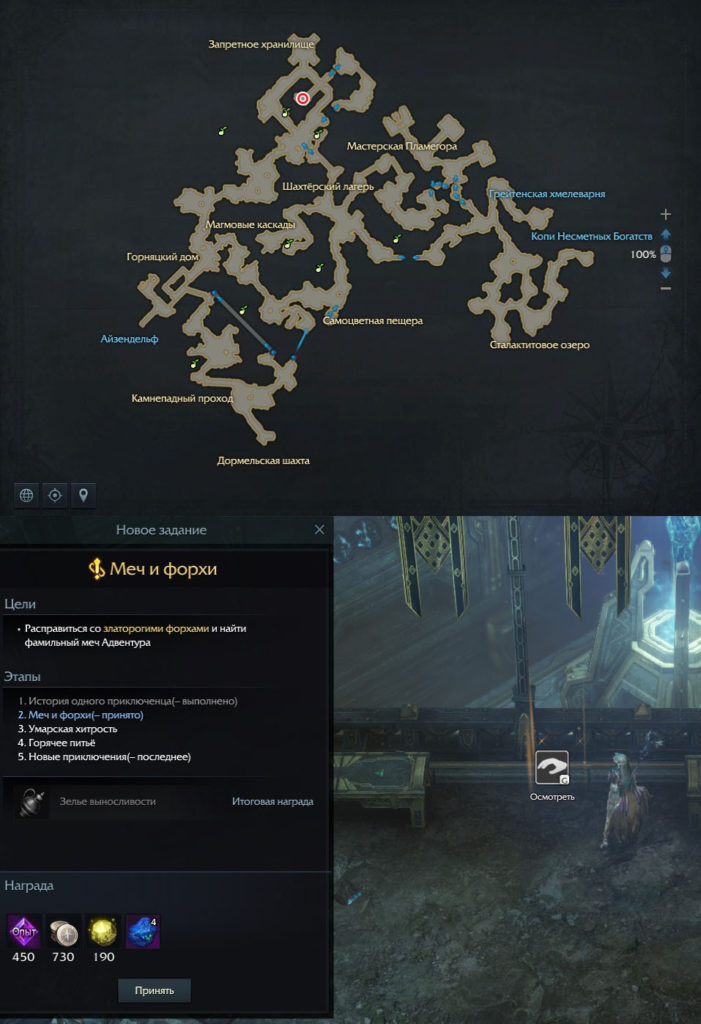 Запретное хранилище
Мастерская Пламегора
Шахтёрский лагерь
Грейтенская хмелеварня
Магмовые каскады
Копи Несметных Богатств
100%
Горняцкий дом
Самоцветная пещера
Айзендельф
Сталактитовое озеро
Камнепадный проход
Дормельская шахта
Новое задание
Меч и форхи
Цели
• Расправиться со златорогими форхами и найти
фамильный меч Адвентура
Этапы
1. История одного приключенца(– выполнено)
2. Меч и форхи(– принято)
3. Умарская хитрость
4. Горячее питьё
5. Новые приключения(– последнее)
Зелье выносливости
Итоговая награда
Награда
Опыт
4
450
730
190
Принять
G
Осмотреть